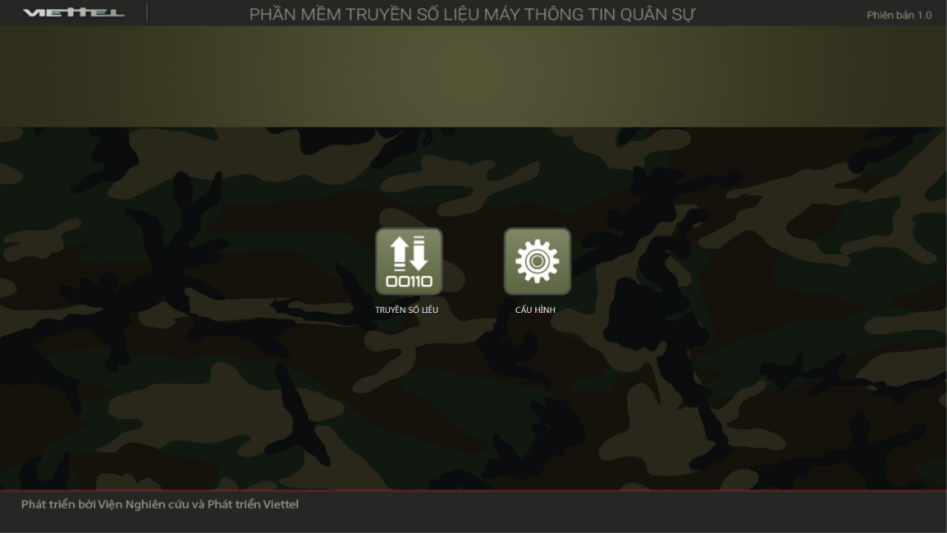 VIETTEL
PHẦN MỀM TRUYỀN SỐ LIỆU MÁY THÔNG TIN QUÂN SỰ
Phiên bản 1.0
00110
TRUYỀN SỐ LIỆU
CẤU HÌNH
Phát triển bởi Viện Nghiên cứu và Phát triển Viettel